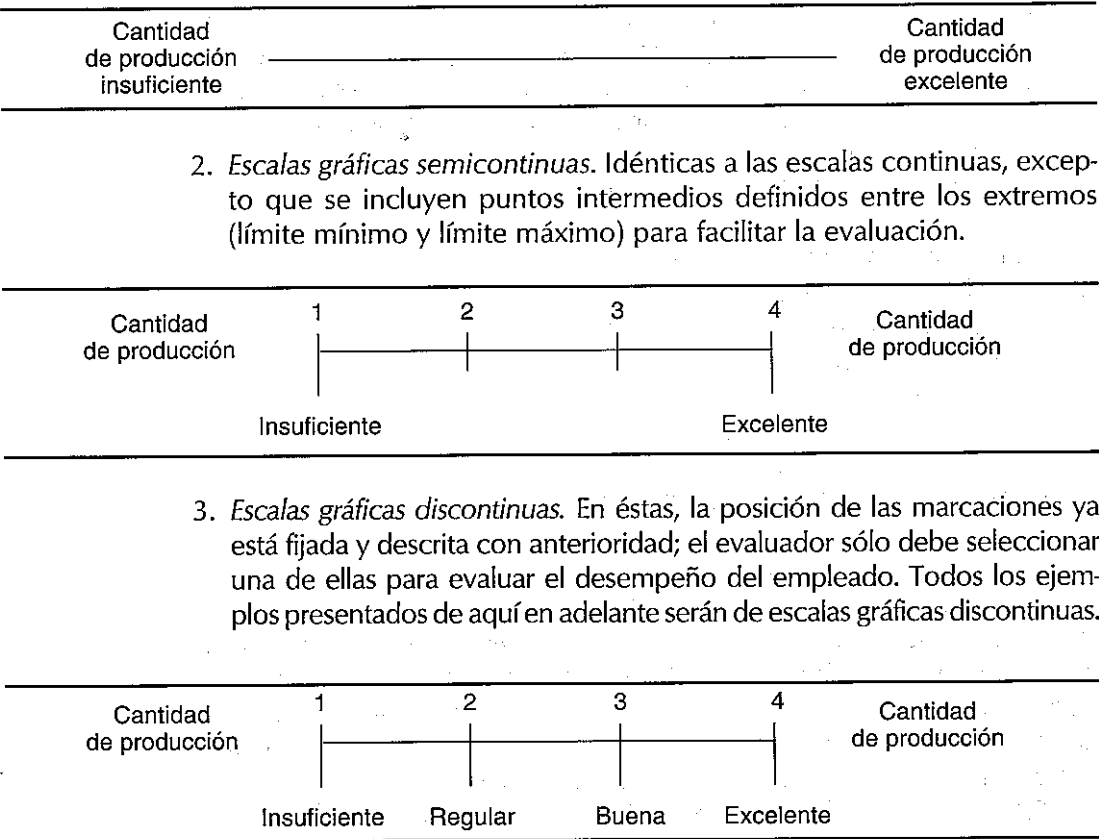 Cantidad
de producción
insuficiente
Cantidad
de producción
excelente
2. Escalas gráficas semicontinuas. Idénticas a las escalas continuas, excep-
to que se incluyen puntos intermedios definidos entre los extremos
(límite mínimo y límite máximo) para facilitar la evaluación.
Cantidad
de producción
1 2 3 4
Insuficiente Excelente
Cantidad
de producción
3. Escalas gráficas discontinuas. En éstas, la posición de las marcaciones ya
está fijada y descrita con anterioridad; el evaluador sólo debe seleccionar
una de ellas para evaluar el desempeño del empleado. Todos los ejem-
plos presentados de aquí en adelante serán de escalas gráficas discontinuas.
Cantidad
de producción
1 2 3 4
Insuficiente Regular Buena Excelente
Cantidad
de producción